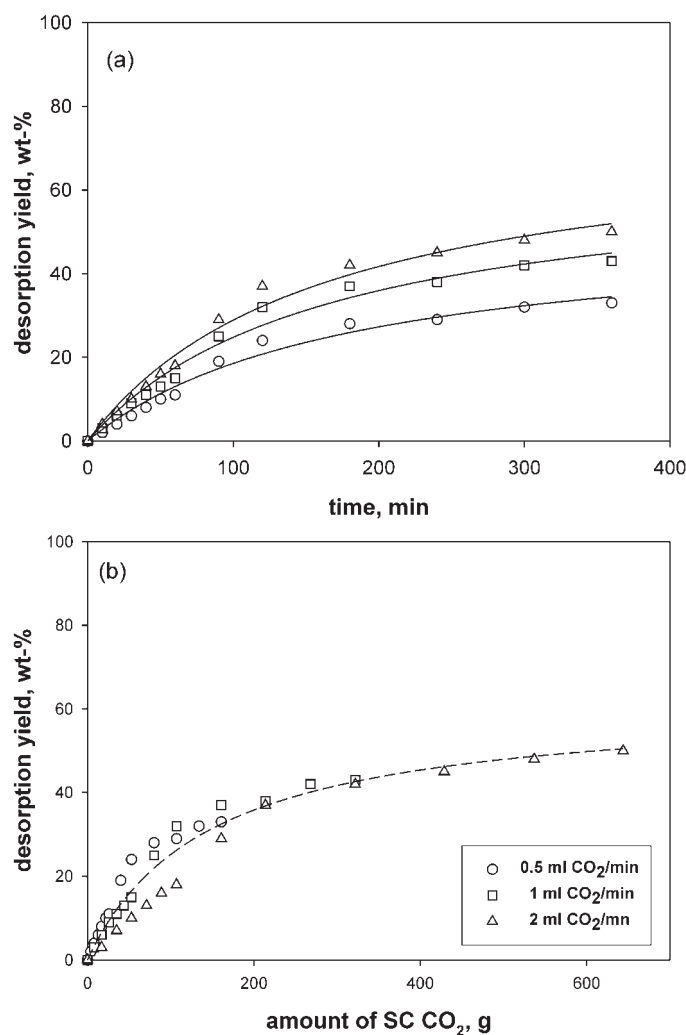 (a)
desorption yield, wt-%
100
80
60
40
20
0
0 100 200 300 400
time, min
(b)
desorption yield, wt-%
100
80
60
40
20
0
0.5 ml CO₂/min
1 ml CO₂/min
2 ml CO₂/mn
0 200 400 600
amount of SC CO₂, g